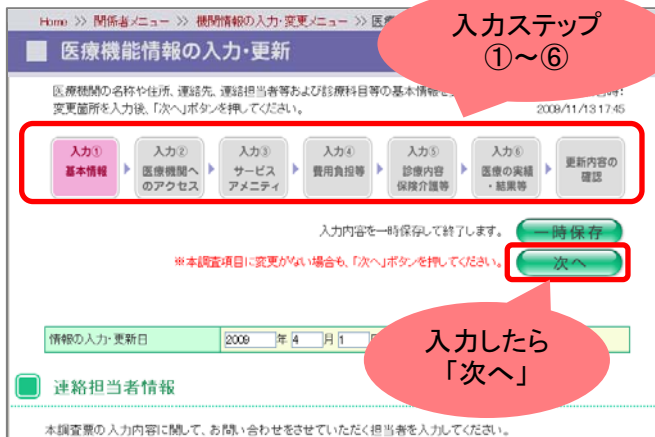 Home >> 関係者メニュー >> 機関情報の入力・変更メニュー >> 医療
入力ステップ
①～⑥
医療機能情報の入力・更新
医療機関の名称や住所、連絡先、連絡担当者等および診療科目等の基本情報を
変更箇所を入力後、「次へ」ボタンを押してください。
時:
2009/11/13 17:45
入力①
基本情報
入力②
医療機関へ
のアクセス
入力③
サービス
アメニティ
入力④
費用負担等
入力⑤
診療内容
保険介護等
入力⑥
医療の実績
・結果等
更新内容の
確認
入力内容を一時保存して終了します。
一時保存
※本調査項目に変更がない場合も、「次へ」ボタンを押してください。
次へ
情報の入力・更新日
2009 年 4 月 1
入力したら
「次へ」
連絡担当者情報
本調査票の入力内容に関して、お問い合わせをさせていただく担当者を入力してください。